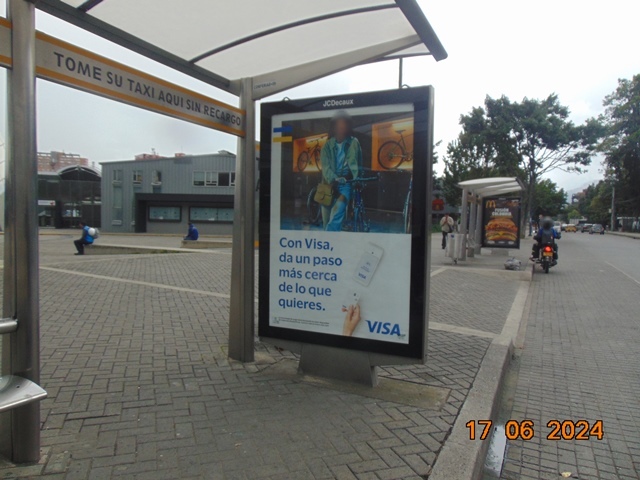 TOME SU TAXI AQUI SIN RECARGO
JCDecaux
Con Visa,
da un paso
más cerca
de lo que
quieres.
VISA
17 06 2024